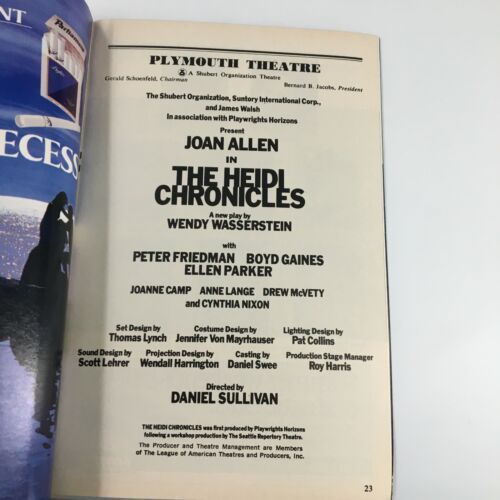 NT
Parliament
ECESS
PLYMOUTH THEATRE
A Shubert Organization Theatre
Gerald Schoenfeld, Chairman
Bernard B. Jacobs, President
The Shubert Organization, Suntory International Corp.,
and James Walsh
In association with Playwrights Horizons
Present
JOAN ALLEN
IN
THE HEIDI
CHRONICLES
A new play by
WENDY WASSERSTEIN
with
PETER FRIEDMAN BOYD GAINES
ELLEN PARKER
JOANNE CAMP ANNE LANGE DREW McVETY
and CYNTHIA NIXON
Set Design by Costume Design by Lighting Design by
Thomas Lynch Jennifer Von Mayrhauser Pat Collins
Sound Design by Projection Design by Casting by Production Stage Manager
Scott Lehrer Wendall Harrington Daniel Swee Roy Harris
Directed by
DANIEL SULLIVAN
THE HEIDI CHRONICLES was first produced by Playwrights Horizons
following a workshop production by The Seattle Repertory Theatre.
The Producer and Theatre Management are Members
of The League of American Theatres and Producers, Inc.
23